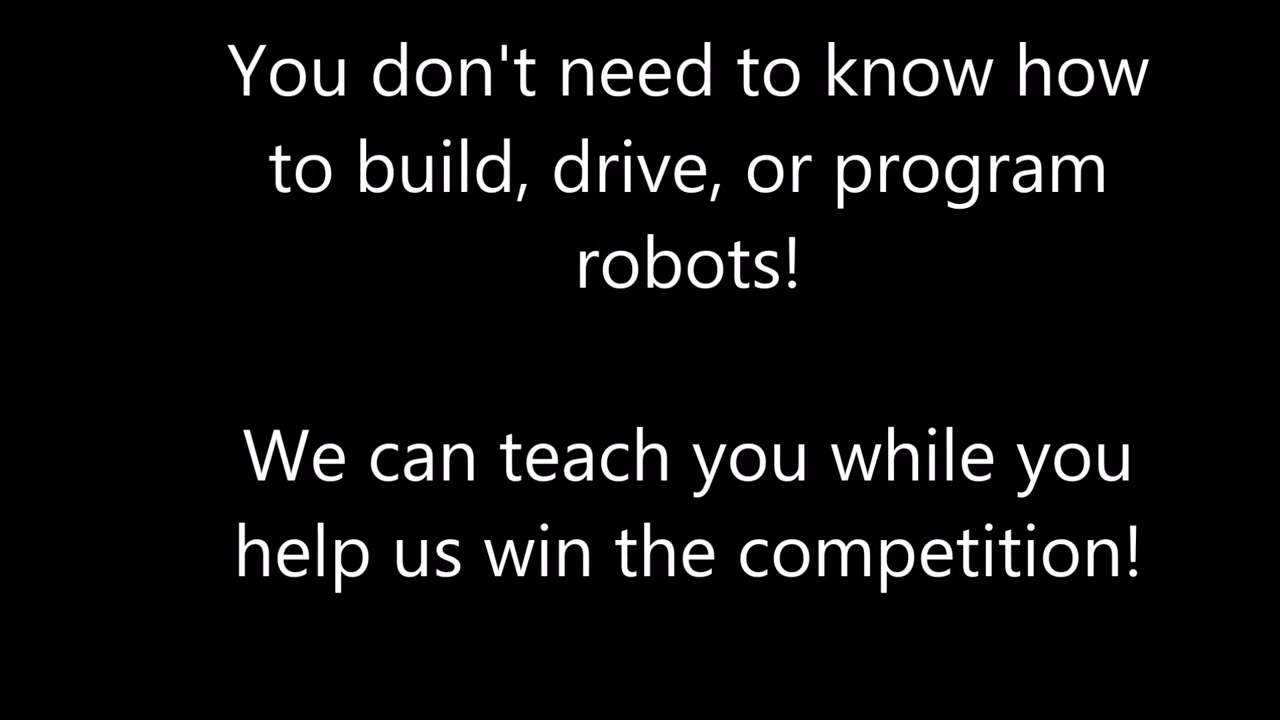 You don't need to know how
to build, drive, or program
robots!
We can teach you while you
help us win the competition!